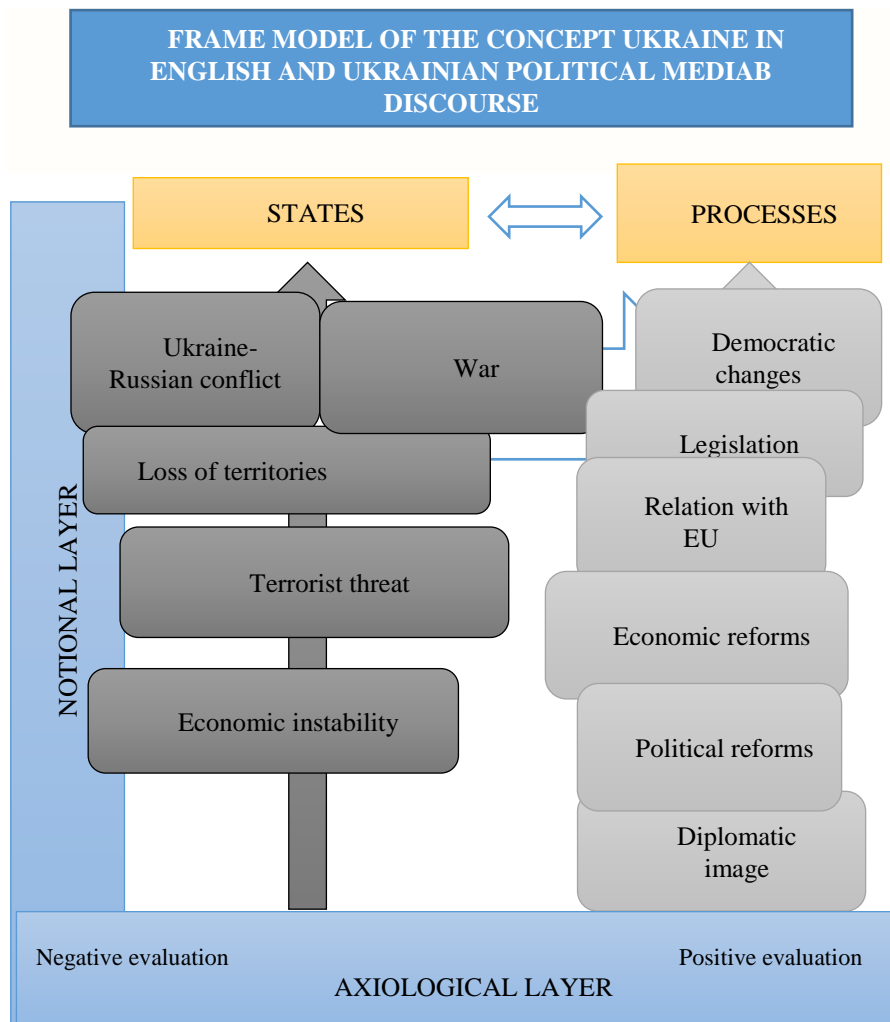 FRAME MODEL OF THE CONCEPT UKRAINE IN
ENGLISH AND UKRAINIAN POLITICAL MEDIAB
DISCOURSE
STATES
PROCESSES
NOTIONAL LAYER
Ukraine-
Russian conflict
War
Loss of territories
Terrorist threat
Economic instability
Democratic
changes
Legislation
Relation with
EU
Economic reforms
Political reforms
Diplomatic
image
Negative evaluation
Positive evaluation
AXIOLOGICAL LAYER